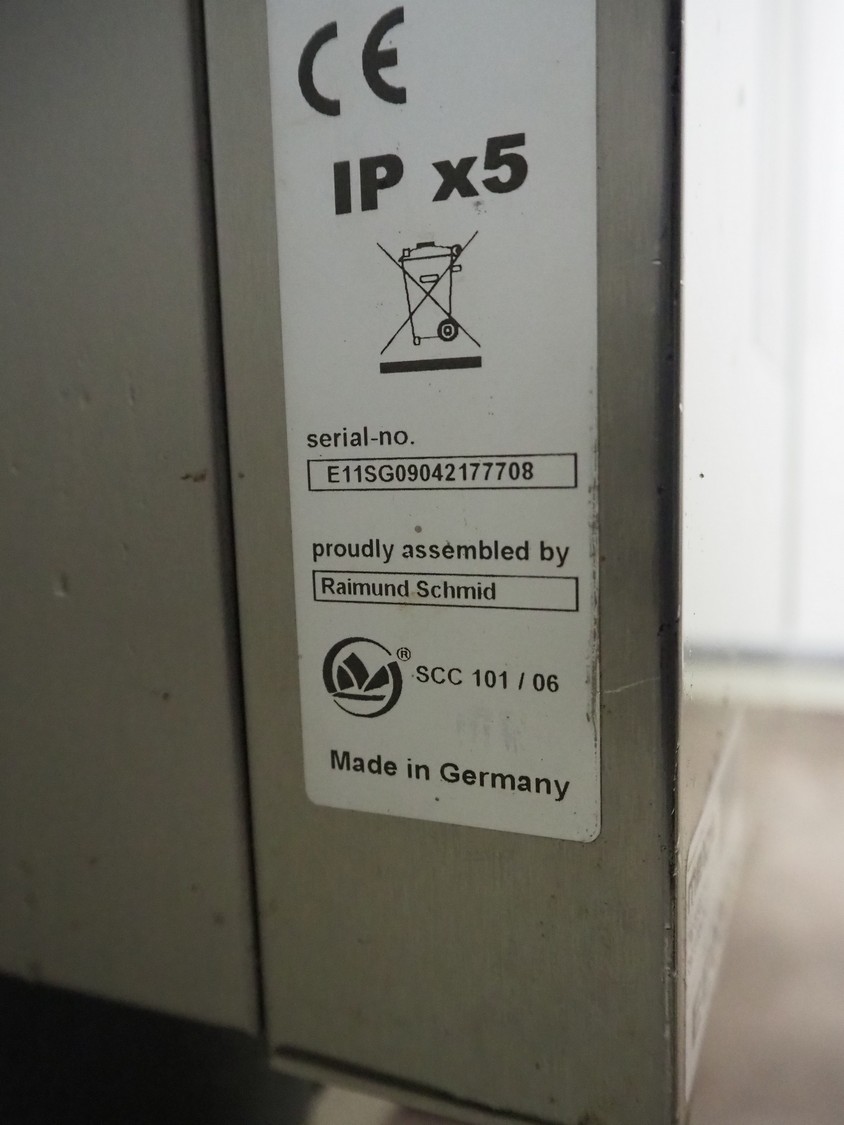 CE
IP x5
serial-no.
E11SG09042177708
proudly assembled by
Raimund Schmid
® SCC 101 / 06
Made in Germany